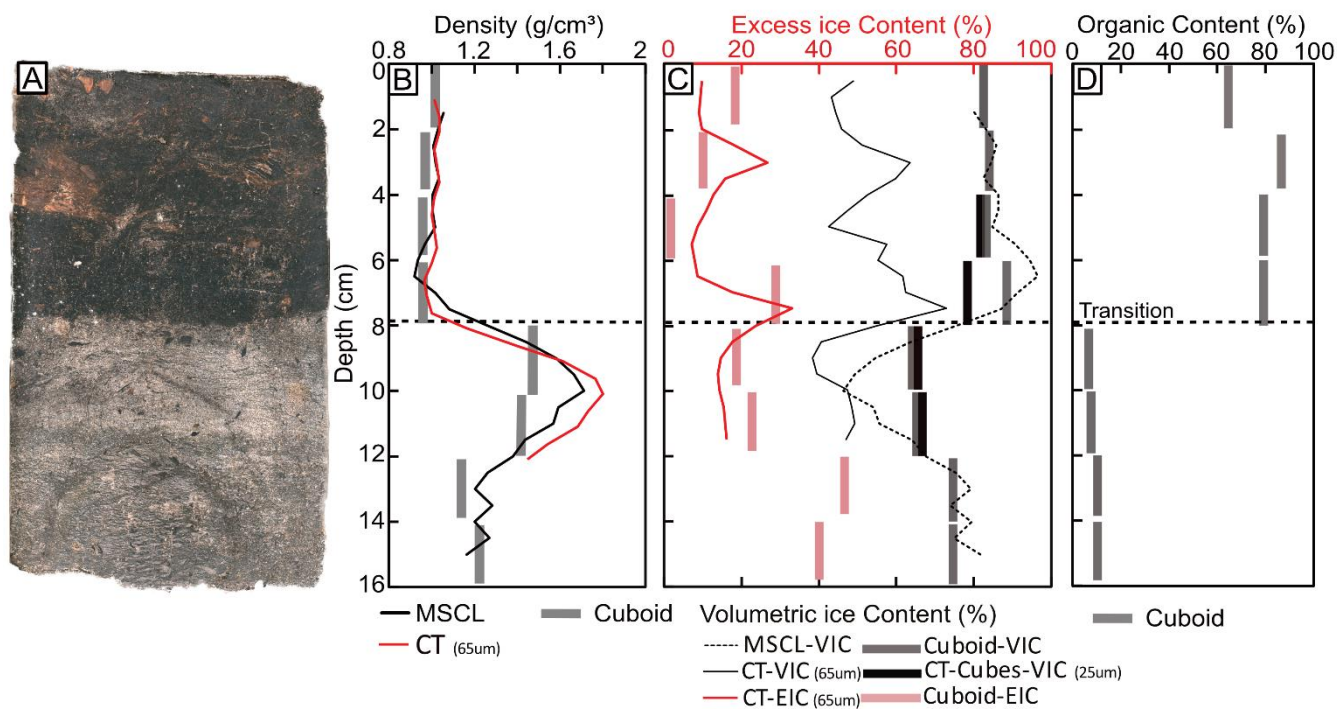 Density (g/cm³)
Excess ice Content (%)
Organic Content (%)
0.8 1.2 1.6 2
0 20 40 60 80 100
0 20 40 60 80 100
A
B
C
D
0
2
4
6
8
10
12
14
16
Depth (cm)
Transition
MSCL
Cuboid
CT (65um)
Volumetric ice Content (%)
MSCL-VIC
Cuboid-VIC
CT-VIC (65um)
CT-Cubes-VIC (25um)
CT-EIC (65um)
Cuboid-EIC
Cuboid